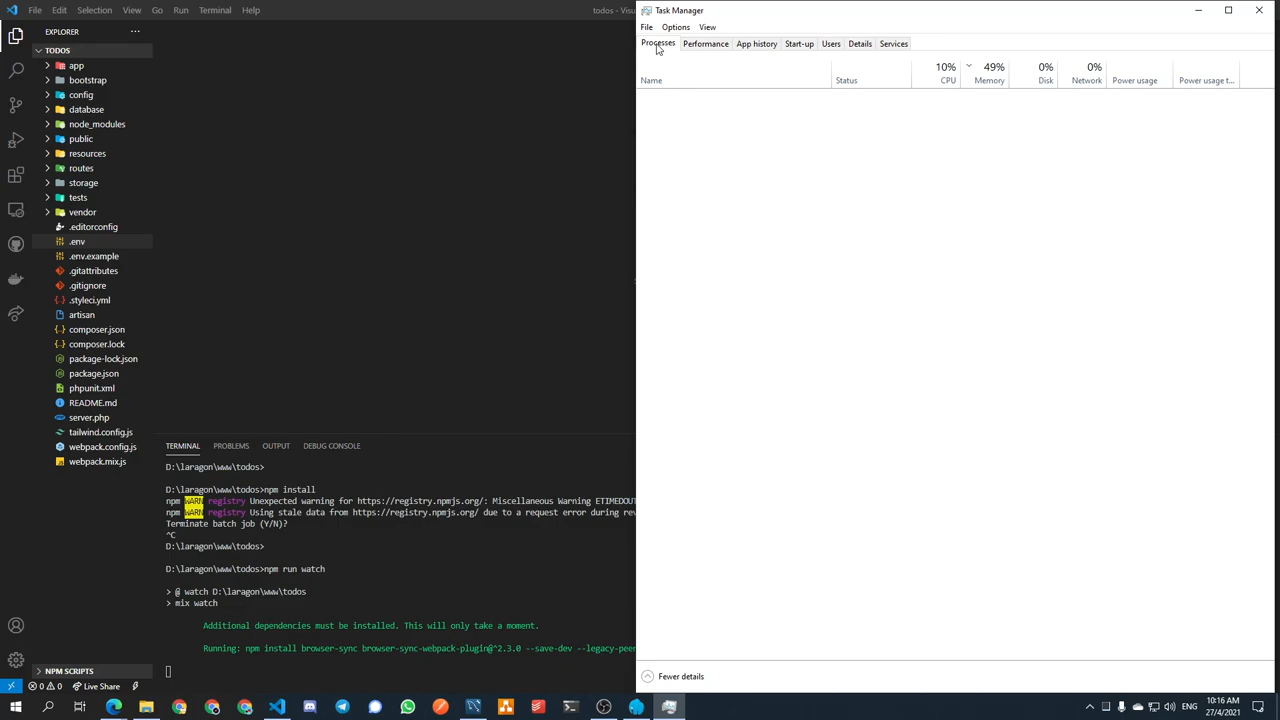 File Edit Selection View Go Run Terminal Help
todos - Visu
EXPLORER
TODOS
app
bootstrap
config
database
node_modules
public
resources
routes
storage
tests
vendor
.editorconfig
.env
.env.example
.gitattributes
.gitignore
.styleci.yml
artisan
composer.json
composer.lock
package-lock.json
package.json
phpunit.xml
README.md
server.php
tailwind.config.js
webpack.config.js
webpack.mix.js
NPM SCRIPTS
0 0 Live Share
TERMINAL PROBLEMS OUTPUT DEBUG CONSOLE
D:\laragon\www\todos>
D:\laragon\www\todos>npm install
npm WARN registry Unexpected warning for https://registry.npmjs.org/: Miscellaneous Warning ETIMEDOUT
npm WARN registry Using stale data from https://registry.npmjs.org/ due to a request error during rev
Terminate batch job (Y/N)?
^C
D:\laragon\www\todos>
D:\laragon\www\todos>npm run watch
> @ watch D:\laragon\www\todos
> mix watch
Additional dependencies must be installed. This will only take a moment.
Running: npm install browser-sync browser-sync-webpack-plugin@^2.3.0 --save-dev --legacy-peer
Task Manager
File Options View
Processes Performance App history Start-up Users Details Services
10% 49% 0% 0%
Name Status CPU Memory Disk Network Power usage Power usage t...
Fewer details
ENG
10:16 AM
27/4/2021